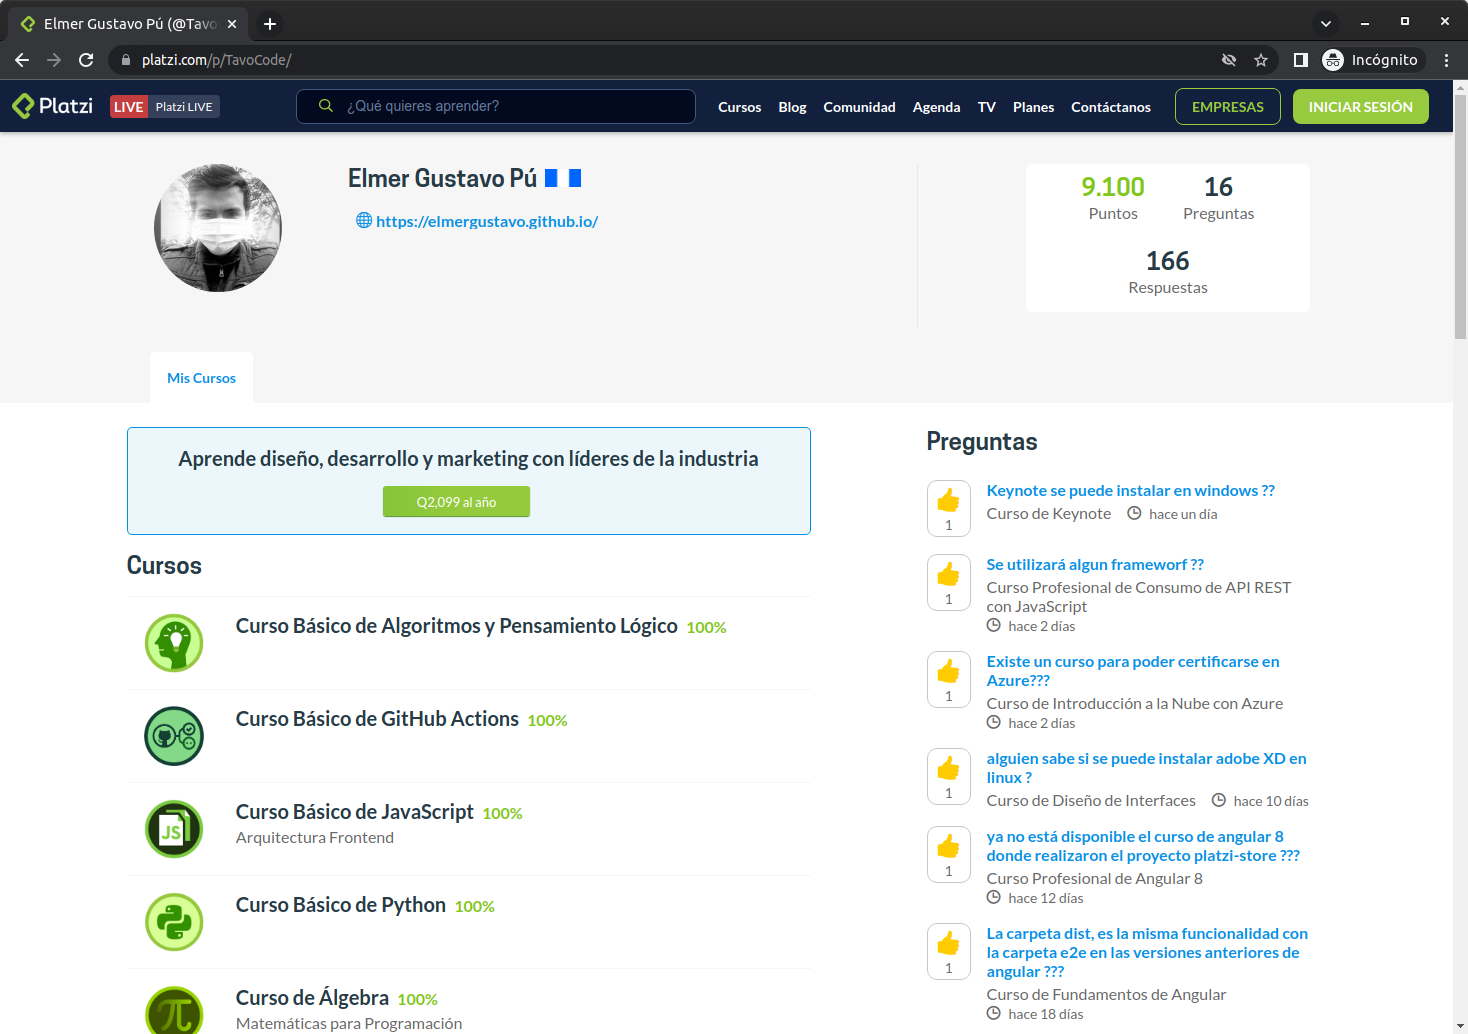 Elmer Gustavo Pú (@Tavo
platzi.com/p/TavoCode/
Incógnito
Platzi
LIVE Platzi LIVE
¿Qué quieres aprender?
Cursos Blog Comunidad Agenda TV Planes Contáctanos
EMPRESAS
INICIAR SESIÓN
Elmer Gustavo Pú
https://elmergustavo.github.io/
9.100
Puntos
16
Preguntas
166
Respuestas
Mis Cursos
Aprende diseño, desarrollo y marketing con líderes de la industria
Q2,099 al año
Cursos
Curso Básico de Algoritmos y Pensamiento Lógico 100%
Curso Básico de GitHub Actions 100%
JS
Curso Básico de JavaScript 100%
Arquitectura Frontend
Curso Básico de Python 100%
π
Curso de Álgebra 100%
Matemáticas para Programación
Preguntas
1
Keynote se puede instalar en windows ??
Curso de Keynote hace un día
1
Se utilizará algun frameworf ??
Curso Profesional de Consumo de API REST
con JavaScript
hace 2 días
1
Existe un curso para poder certificarse en
Azure???
Curso de Introducción a la Nube con Azure
hace 2 días
1
alguien sabe si se puede instalar adobe XD en
linux ?
Curso de Diseño de Interfaces hace 10 días
1
ya no está disponible el curso de angular 8
donde realizaron el proyecto platzi-store ???
Curso Profesional de Angular 8
hace 12 días
1
La carpeta dist, es la misma funcionalidad con
la carpeta e2e en las versiones anteriores de
angular ???
Curso de Fundamentos de Angular
hace 18 días